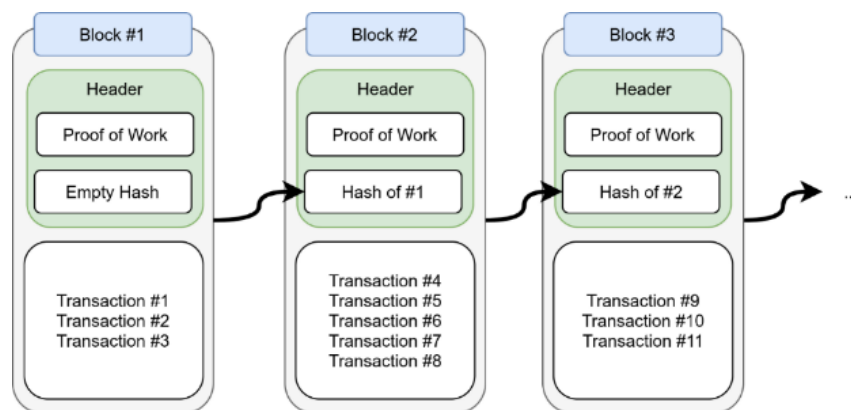 Block #1
Header
Proof of Work
Empty Hash
Transaction #1
Transaction #2
Transaction #3
Block #2
Header
Proof of Work
Hash of #1
Transaction #4
Transaction #5
Transaction #6
Transaction #7
Transaction #8
Block #3
Header
Proof of Work
Hash of #2
Transaction #9
Transaction #10
Transaction #11
..